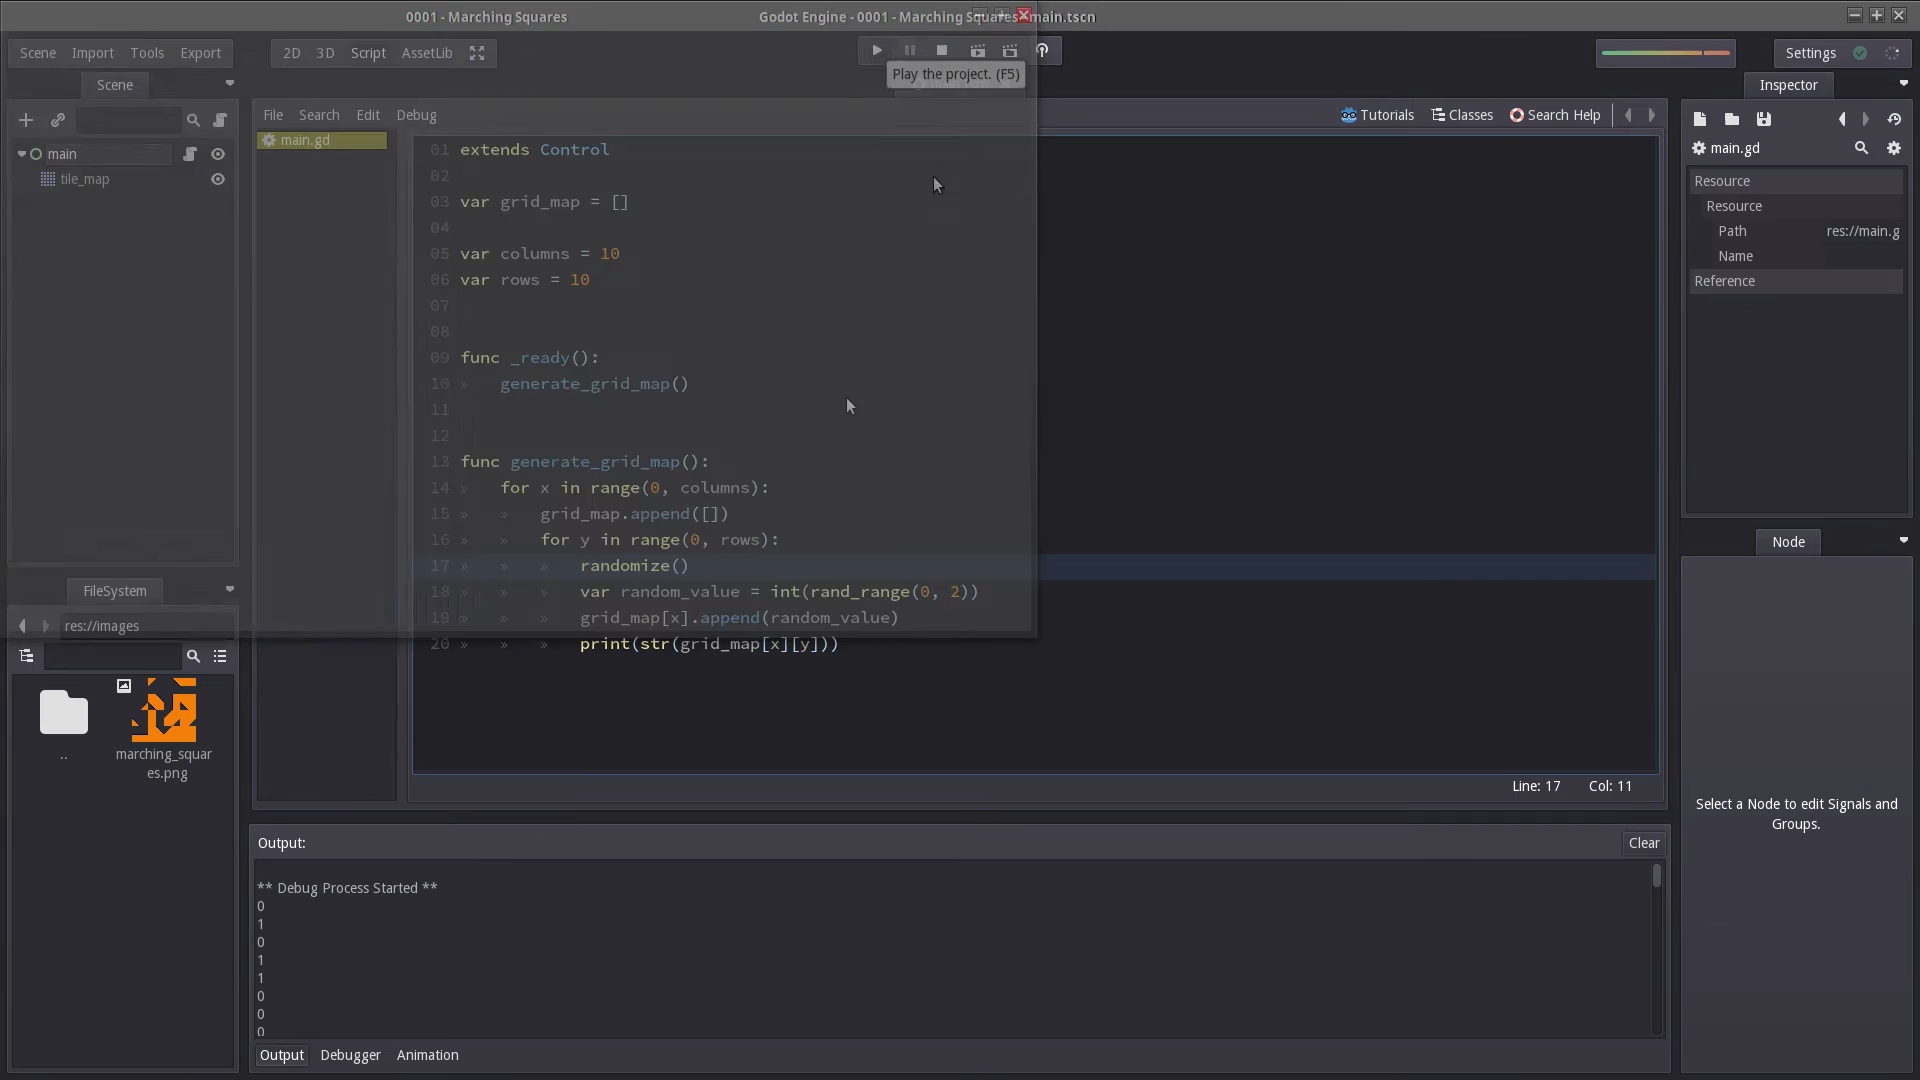 0001 - Marching Squares
Godot Engine - 0001 - Marching Squares - main.tscn
Scene Import Tools Export
2D 3D Script AssetLib
Settings
Play the project. (F5)
Scene
Inspector
File Search Edit Debug
Tutorials Classes Search Help
main.gd
main
tile_map
main.gd
Resource
Resource
Path res://main.g
Name
Reference
01 extends Control
02
03 var grid_map = []
04
05 var columns = 10
06 var rows = 10
07
08
09 func _ready():
10 » generate_grid_map()
11
12
13 func generate_grid_map():
14 » for x in range(0, columns):
15 » » grid_map.append([])
16 » » for y in range(0, rows):
17 » » » randomize()
18 » » » var random_value = int(rand_range(0, 2))
19 » » » grid_map[x].append(random_value)
20 » » » print(str(grid_map[x][y]))
Line: 17 Col: 11
Node
Select a Node to edit Signals and
Groups.
FileSystem
res://images
..
marching_squar
es.png
Output:
Clear
** Debug Process Started **
0
1
0
1
1
0
0
0
Output Debugger Animation